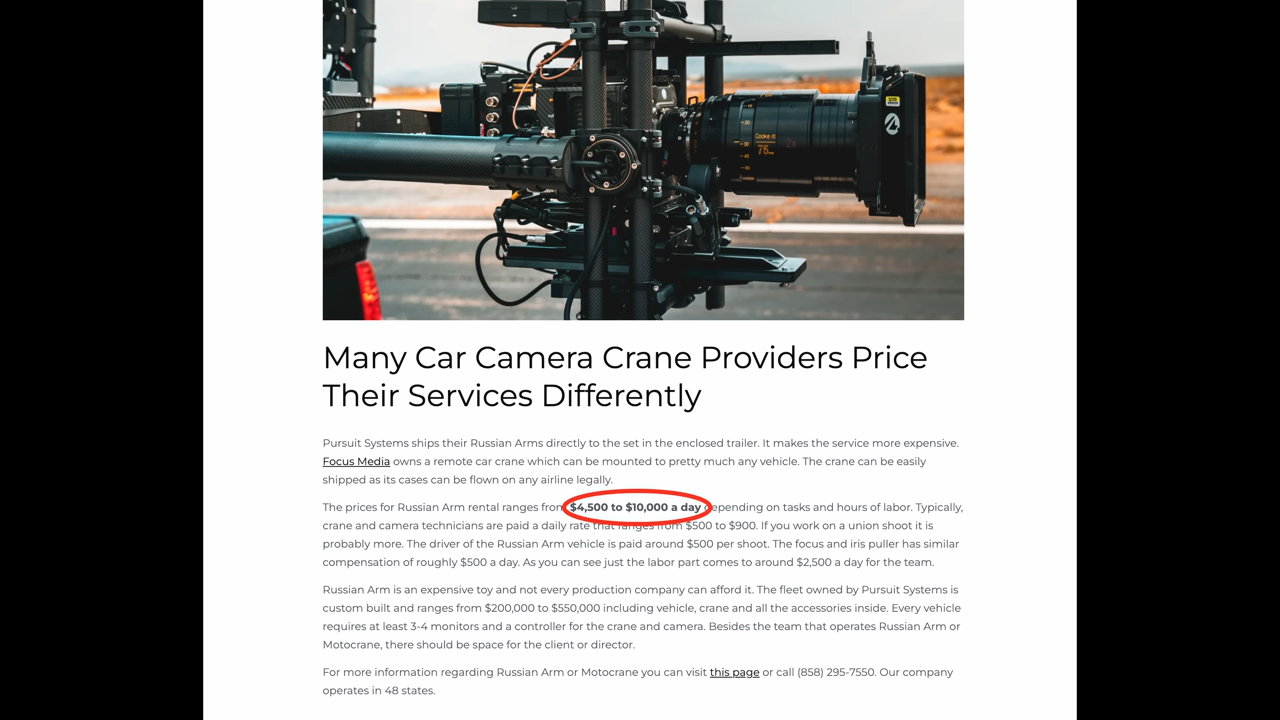 Cooke S4
75
2x
Many Car Camera Crane Providers Price
Their Services Differently
Pursuit Systems ships their Russian Arms directly to the set in the enclosed trailer. It makes the service more expensive.
Focus Media owns a remote car crane which can be mounted to pretty much any vehicle. The crane can be easily
shipped as its cases can be flown on any airline legally.
The prices for Russian Arm rental ranges from $4,500 to $10,000 a day depending on tasks and hours of labor. Typically,
crane and camera technicians are paid a daily rate that ranges from $500 to $900. If you work on a union shoot it is
probably more. The driver of the Russian Arm vehicle is paid around $500 per shoot. The focus and iris puller has similar
compensation of roughly $500 a day. As you can see just the labor part comes to around $2,500 a day for the team.
Russian Arm is an expensive toy and not every production company can afford it. The fleet owned by Pursuit Systems is
custom built and ranges from $200,000 to $550,000 including vehicle, crane and all the accessories inside. Every vehicle
requires at least 3-4 monitors and a controller for the crane and camera. Besides the team that operates Russian Arm or
Motocrane, there should be space for the client or director.
For more information regarding Russian Arm or Motocrane you can visit this page or call (858) 295-7550. Our company
operates in 48 states.